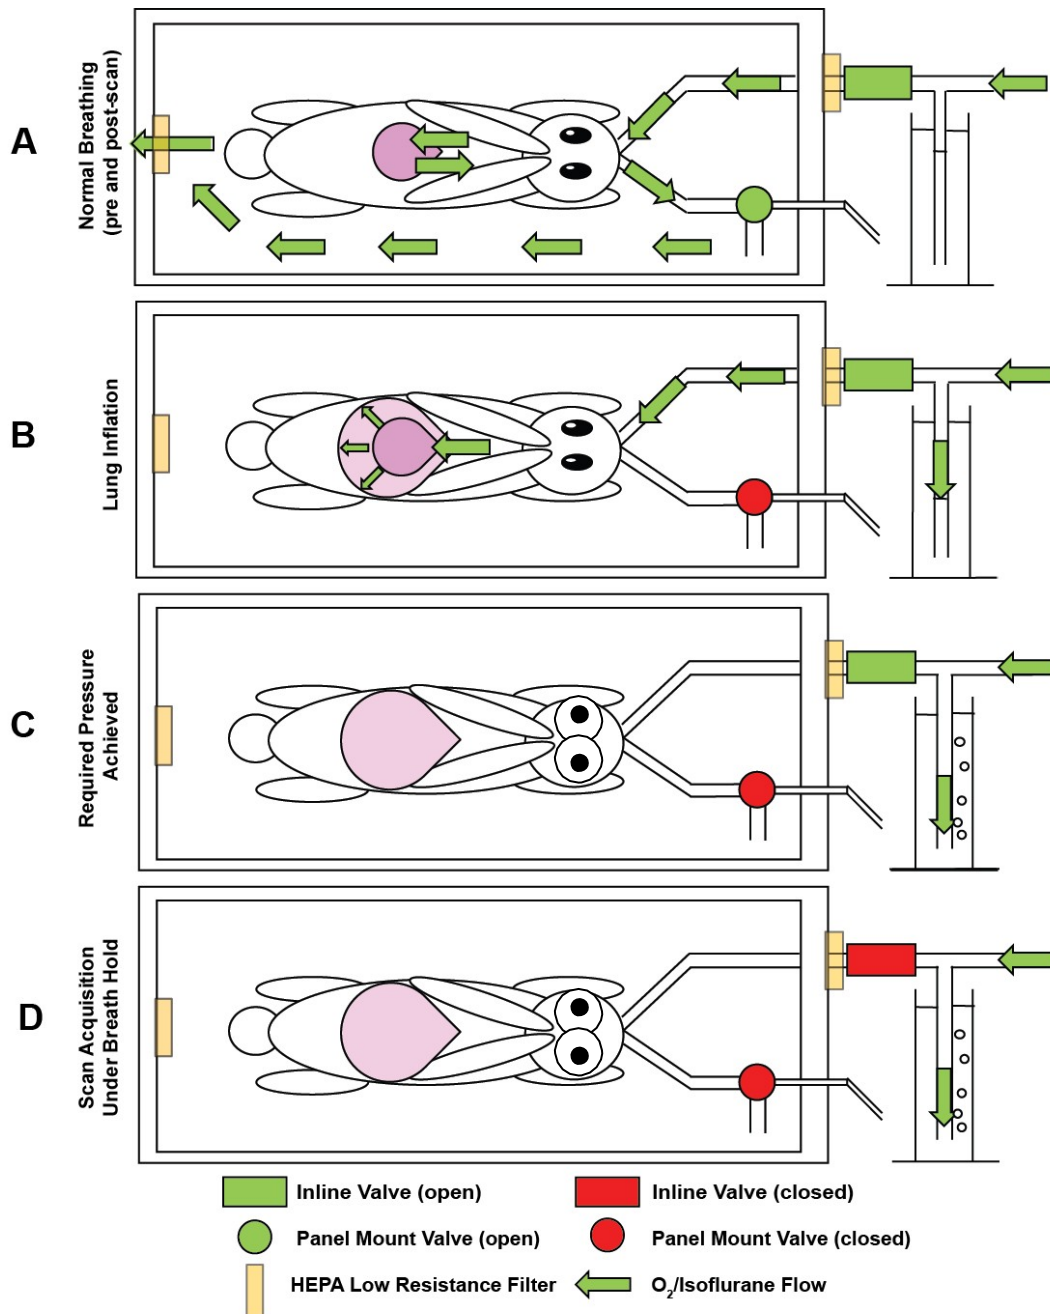 A
Normal Breathing
(pre and post-scan)
B
Lung Inflation
C
Required Pressure
Achieved
D
Scan Acquisition
Under Breath Hold
Inline Valve (open)
Inline Valve (closed)
Panel Mount Valve (open)
Panel Mount Valve (closed)
HEPA Low Resistance Filter
O₂/Isoflurane Flow